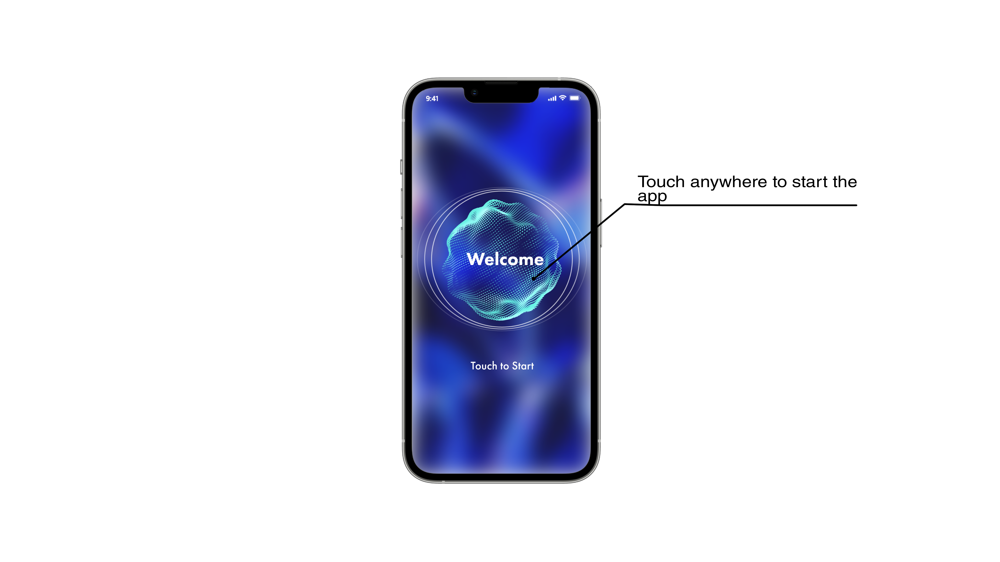 9:41
Touch anywhere to start the
app
Welcome
Touch to Start